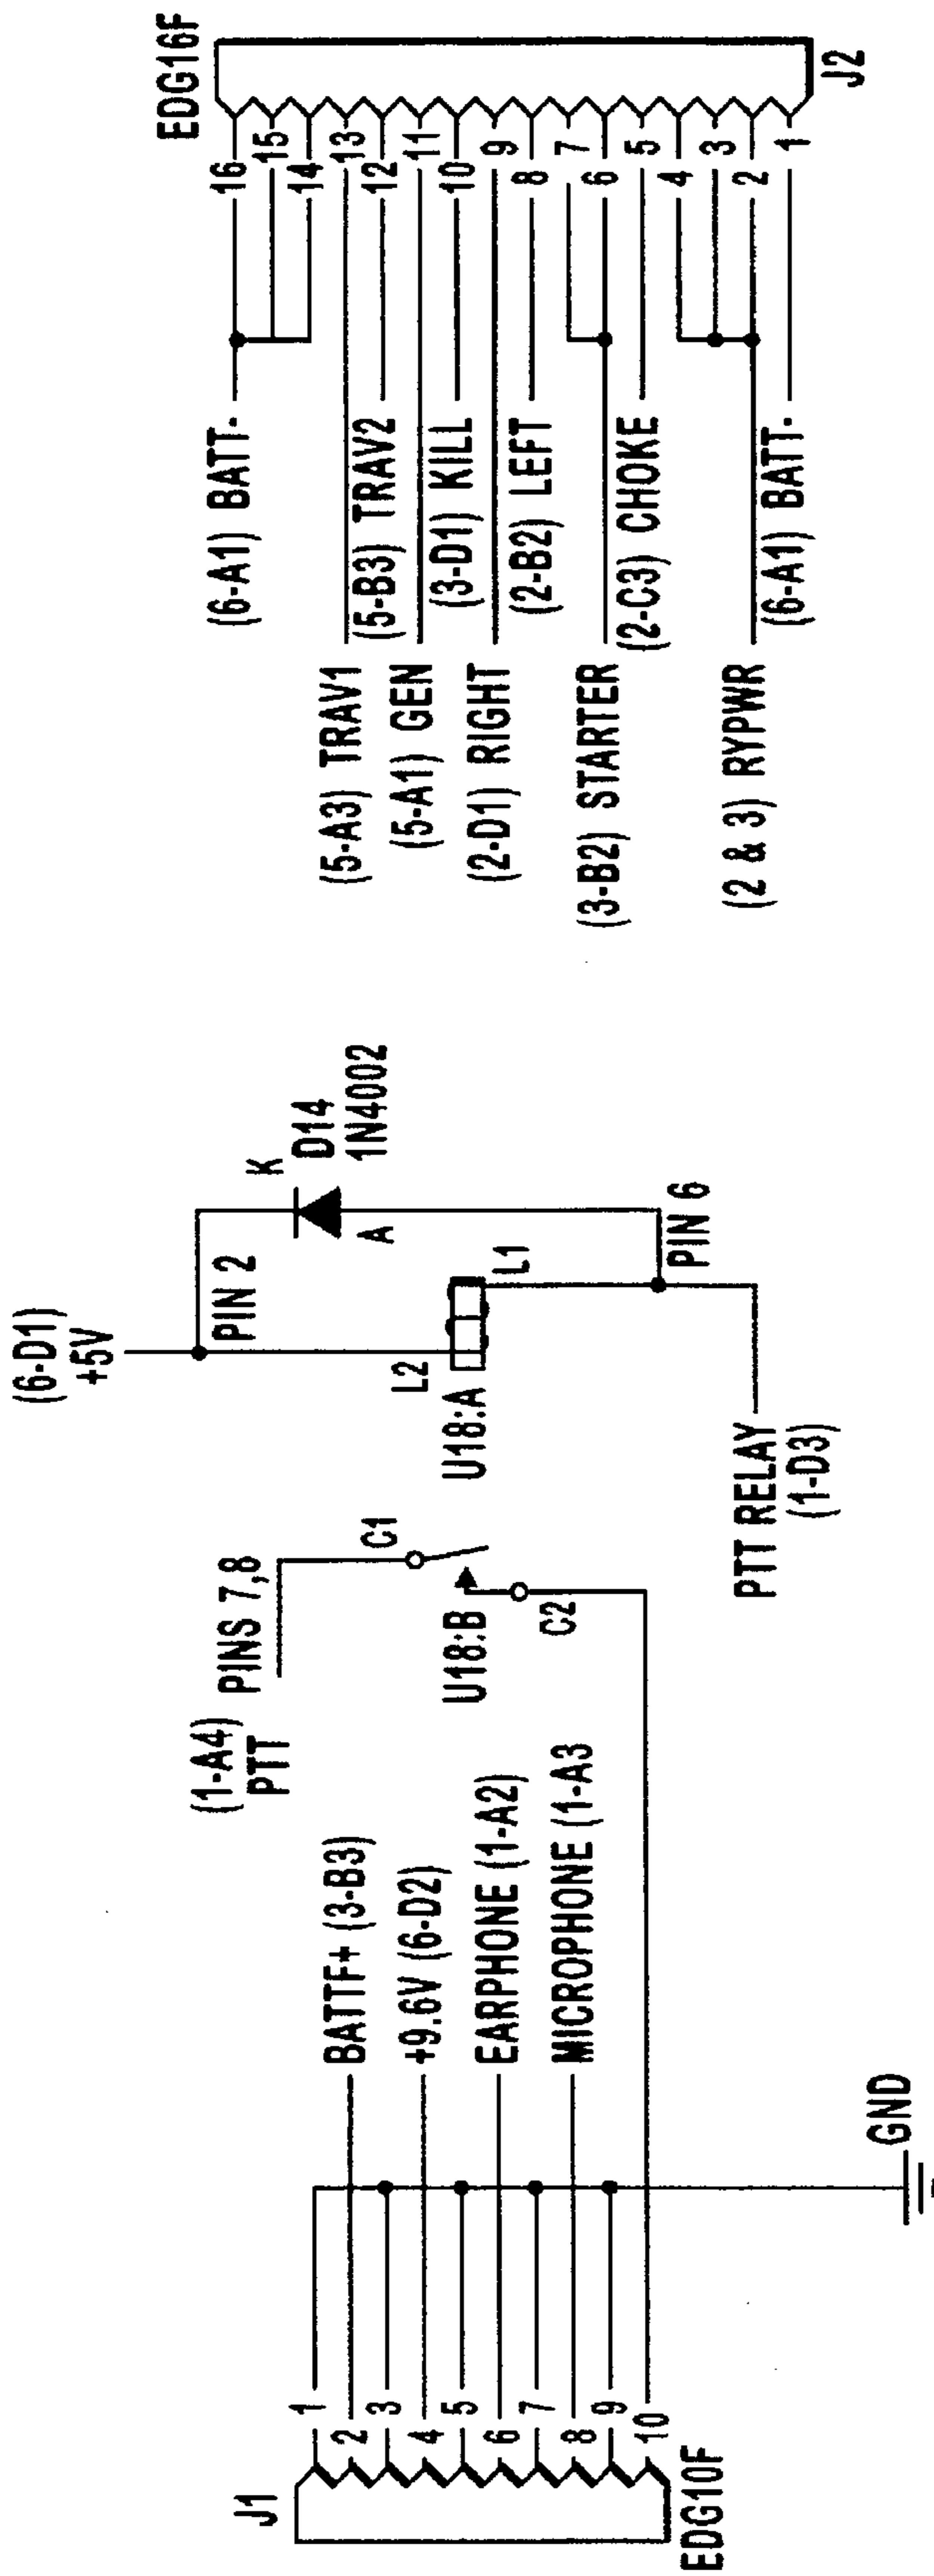 J1
1
2
3
4
5
6
7
8
9
10
EDG10F
BATTF+ (3-B3)
+9.6V (6-D2)
EARPHONE (1-A2)
MICROPHONE (1-A3
GND
(1-A4)
PTT
PINS 7,8
C1
U18:B
C2
(6-D1)
+5V
PIN 2
L2
U18:A
L1
K
D14
1N4002
A
PIN 6
PTT RELAY
(1-D3)
EDG16F
16
15
14
13
12
11
10
9
8
7
6
5
4
3
2
1
J2
(6-A1) BATT-
(5-A3) TRAV1
(5-B3) TRAV2
(5-A1) GEN
(3-D1) KILL
(2-D1) RIGHT
(2-B2) LEFT
(3-B2) STARTER
(2-C3) CHOKE
(2 & 3) RYPWR
(6-A1) BATT-